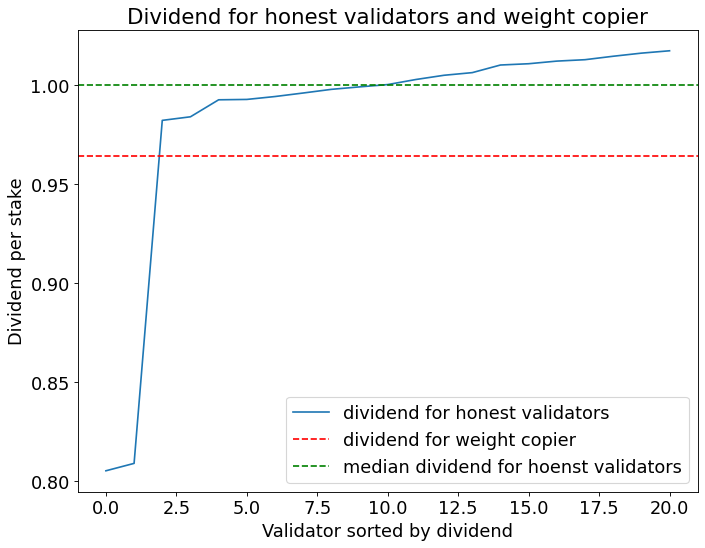 Dividend for honest validators and weight copier
Dividend per stake
1.00
0.95
0.90
0.85
0.80
dividend for honest validators
dividend for weight copier
median dividend for hoenst validators
0.0 2.5 5.0 7.5 10.0 12.5 15.0 17.5 20.0
Validator sorted by dividend